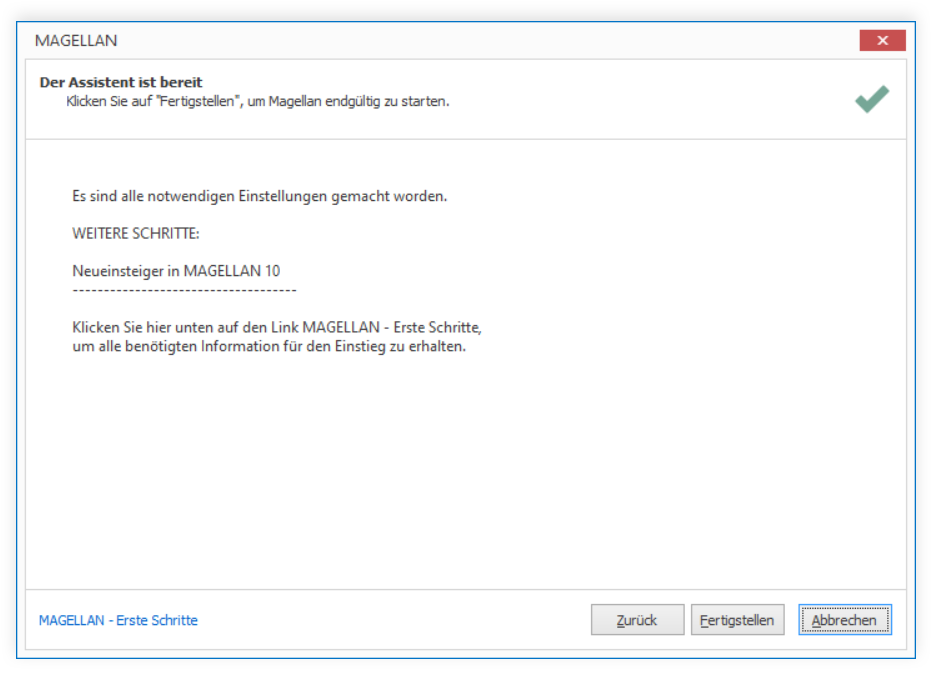 MAGELLAN
Der Assistent ist bereit
Klicken Sie auf "Fertigstellen", um Magellan endgültig zu starten.
Es sind alle notwendigen Einstellungen gemacht worden.
WEITERE SCHRITTE:
Neueinsteiger in MAGELLAN 10
------------------------------------
Klicken Sie hier unten auf den Link MAGELLAN - Erste Schritte,
um alle benötigten Information für den Einstieg zu erhalten.
MAGELLAN - Erste Schritte
Zurück
Fertigstellen
Abbrechen